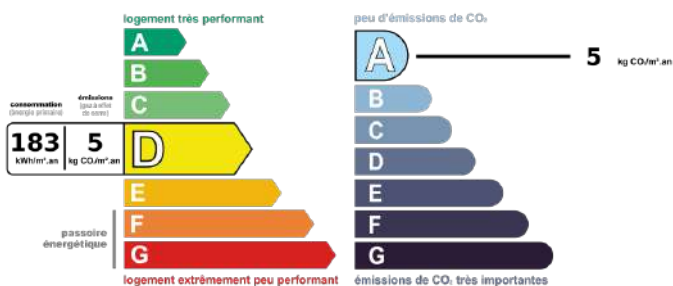 logement très performant
A
B
C
consommation
(énergie primaire)
émissions
(gaz à effet
de serre)
183
kWh/m².an
5
kg CO₂/m².an
D
E
F
G
passoire
énergétique
logement extrêmement peu performant
peu d'émissions de CO₂
A
5
kg CO₂/m².an
B
C
D
E
F
G
émissions de CO₂ très importantes